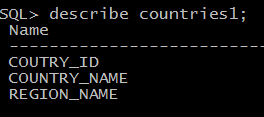 SQL> describe countries1;
Name
-----------------------------
COUTRY_ID
COUNTRY_NAME
REGION_NAME